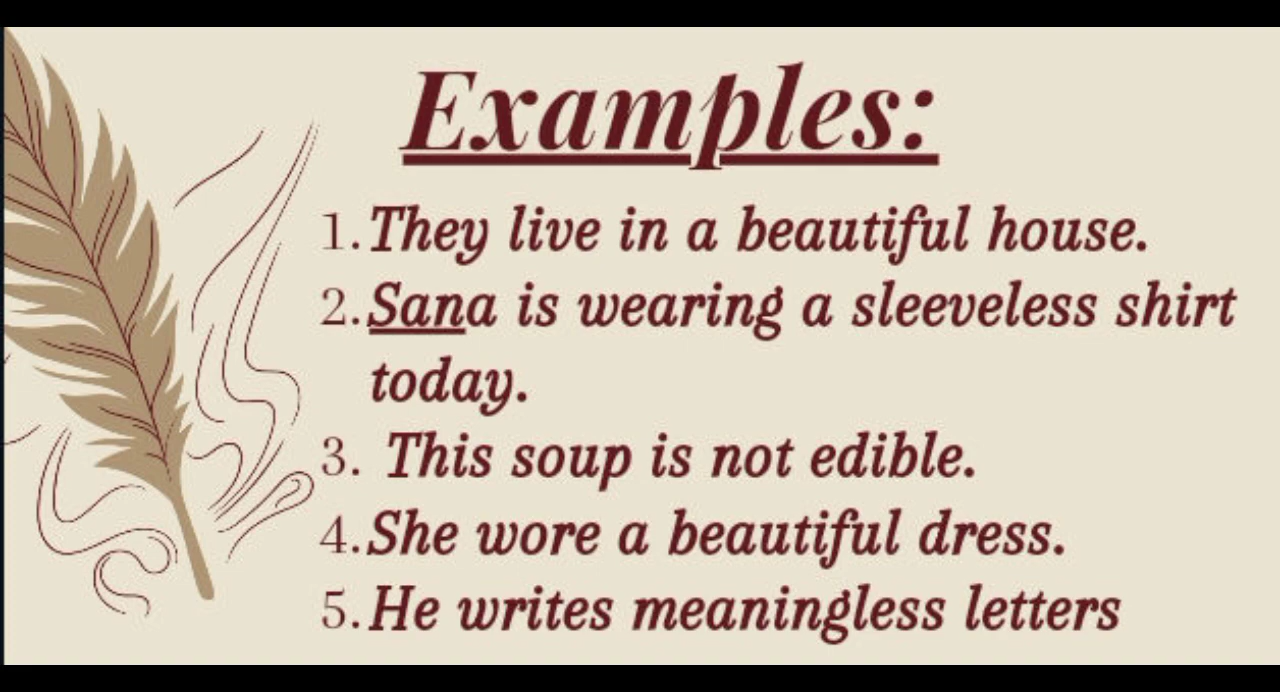 Examples:
1. They live in a beautiful house.
2. Sana is wearing a sleeveless shirt
today.
3. This soup is not edible.
4. She wore a beautiful dress.
5. He writes meaningless letters